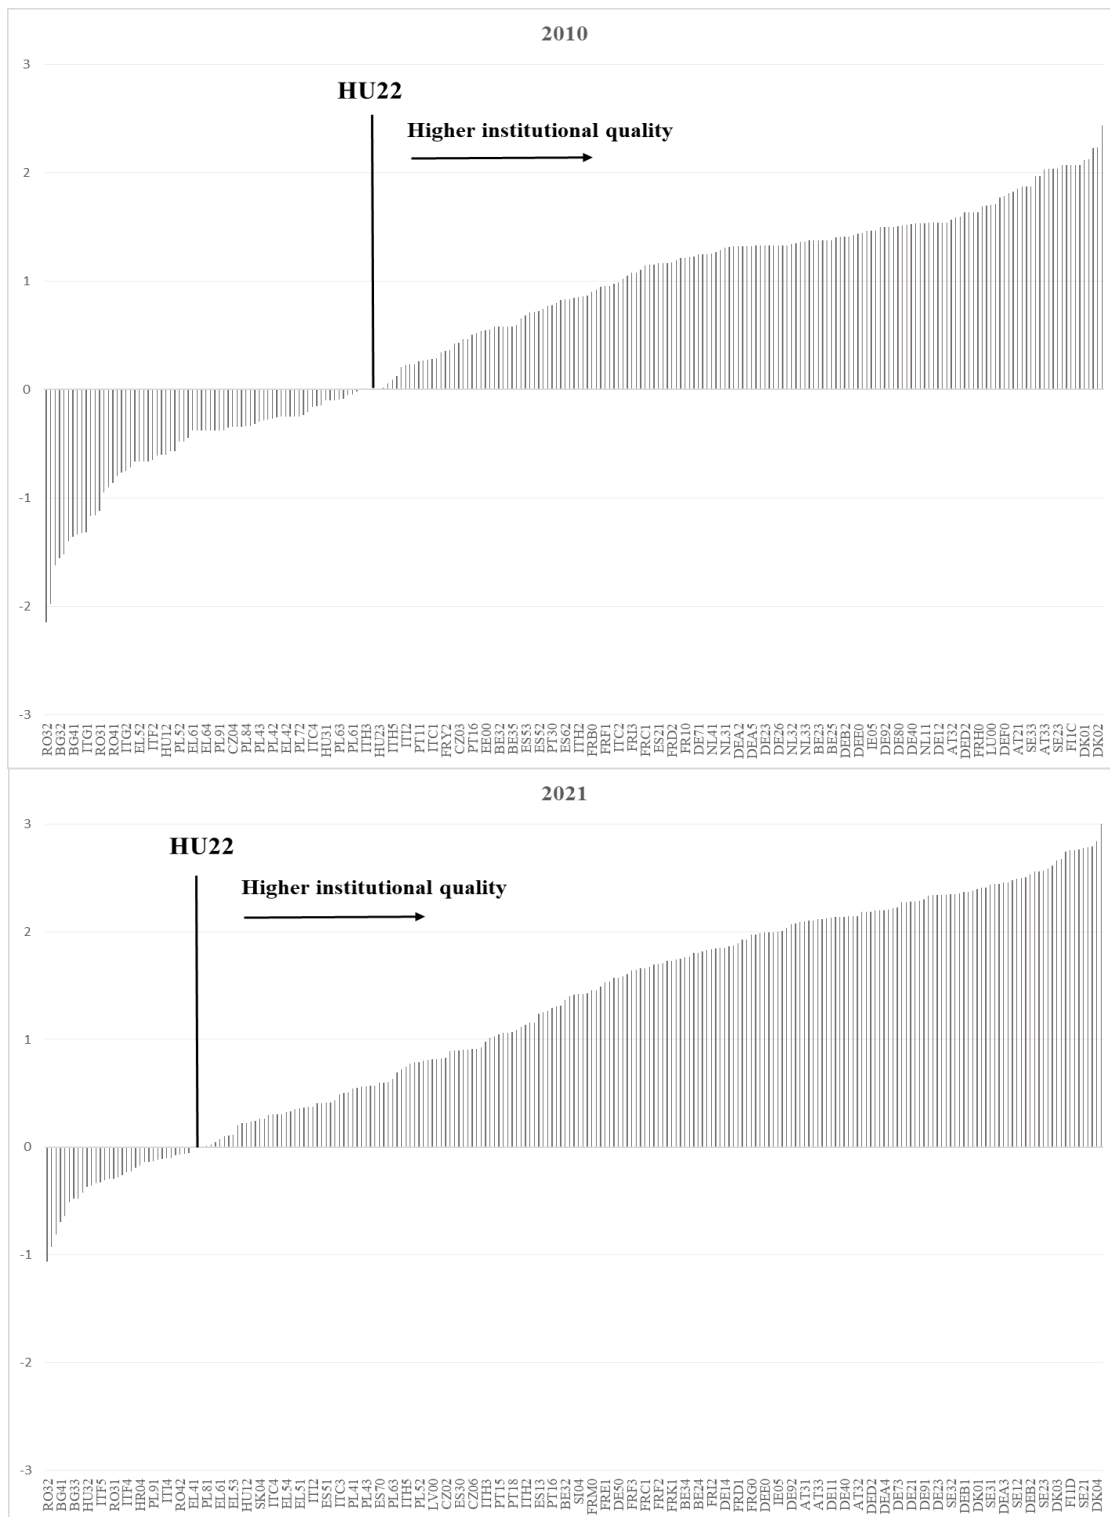 2010
3
HU22
Higher institutional quality
2
1
0
-1
-2
-3
RO32 BG32 BG41 ITG1 RO31 RO41 ITG2 EL52 ITF2 HU12 PL52 EL61 EL64 PL91 CZ04 PL84 PL43 PL42 EL42 PL72 ITC4 HU31 PL63 PL61 ITH3 HU23 ITH5 ITI2 PT11 ITC1 FRY2 CZ03 PT16 EE00 BE32 BE35 ES53 ES52 PT30 ES62 ITH2 FRB0 FRF1 ITC2 FRI3 FRC1 ES21 FRD2 FR10 DE71 NL41 NL31 DEA2 DEA5 DE23 DE26 NL32 NL33 BE23 BE25 DEB2 DEE0 IE05 DE92 DE80 DE40 NL11 DE12 AT32 DED2 FRH0 LU00 DEF0 AT21 SE33 AT33 SE23 FI1C DK01 DK02
2021
3
HU22
Higher institutional quality
2
1
0
-1
-2
-3
RO32 BG41 BG33 HU32 ITF5 RO31 ITF4 HR04 PL91 ITI4 RO42 EL41 PL81 EL61 EL53 HU12 SK04 ITC4 EL54 EL51 ITI2 ES51 ITC3 PL41 PL43 ES70 PL63 ITH5 PL52 LV00 CZ02 ES30 CZ06 ITH3 PT15 PT18 ITH2 ES13 PT16 BE32 SI04 FRM0 FRE1 DE50 FRF3 FRC1 FRF2 FRK1 BE34 BE24 FRI2 DE14 FRD1 FRG0 DEE0 IE05 DE92 AT31 AT33 DE11 DE40 AT32 DED2 DEA4 DE73 DE21 DE91 DE25 SE32 DEB1 DK01 SE31 DEA3 SE12 DEB2 SE23 DK03 FI1D SE21 DK04